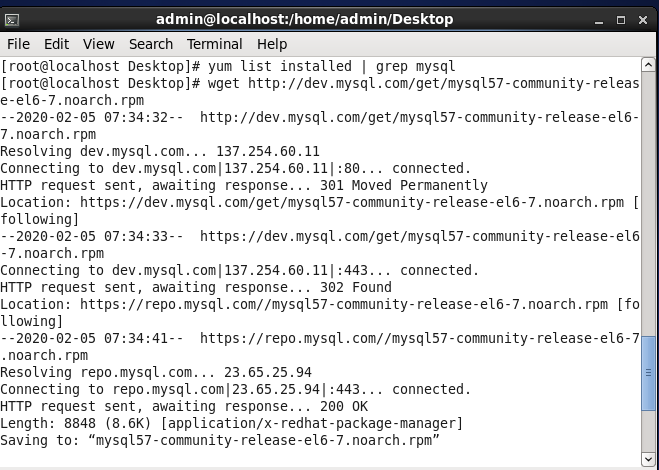 admin@localhost:/home/admin/Desktop
File Edit View Search Terminal Help
[root@localhost Desktop]# yum list installed | grep mysql
[root@localhost Desktop]# wget http://dev.mysql.com/get/mysql57-community-releas
e-el6-7.noarch.rpm
--2020-02-05 07:34:32--  http://dev.mysql.com/get/mysql57-community-release-el6-
7.noarch.rpm
Resolving dev.mysql.com... 137.254.60.11
Connecting to dev.mysql.com|137.254.60.11|:80... connected.
HTTP request sent, awaiting response... 301 Moved Permanently
Location: https://dev.mysql.com/get/mysql57-community-release-el6-7.noarch.rpm [
following]
--2020-02-05 07:34:33--  https://dev.mysql.com/get/mysql57-community-release-el6
-7.noarch.rpm
Connecting to dev.mysql.com|137.254.60.11|:443... connected.
HTTP request sent, awaiting response... 302 Found
Location: https://repo.mysql.com//mysql57-community-release-el6-7.noarch.rpm [fo
llowing]
--2020-02-05 07:34:41--  https://repo.mysql.com//mysql57-community-release-el6-7
.noarch.rpm
Resolving repo.mysql.com... 23.65.25.94
Connecting to repo.mysql.com|23.65.25.94|:443... connected.
HTTP request sent, awaiting response... 200 OK
Length: 8848 (8.6K) [application/x-redhat-package-manager]
Saving to: “mysql57-community-release-el6-7.noarch.rpm”